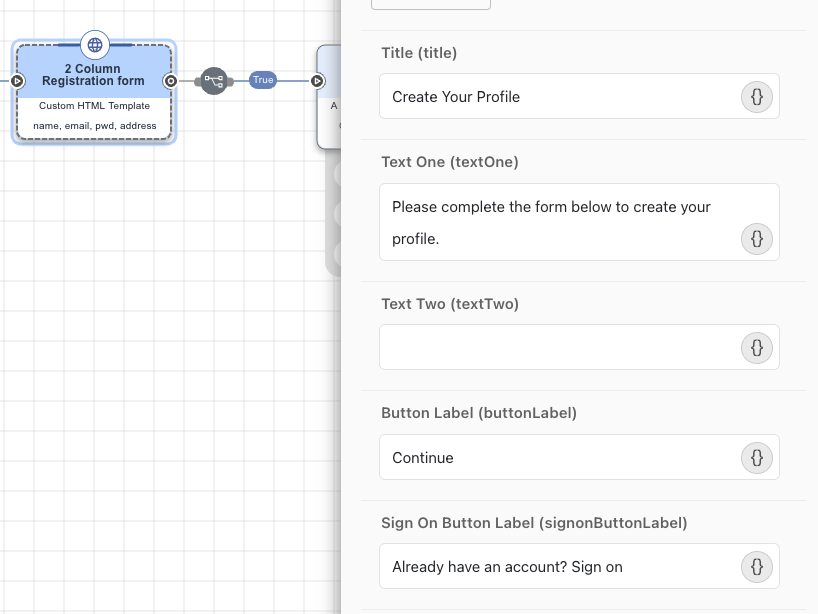 2 Column
Registration form
Custom HTML Template
name, email, pwd, address
True
A
Title (title)
Create Your Profile
{}
Text One (textOne)
Please complete the form below to create your
profile.
{}
Text Two (textTwo)
{}
Button Label (buttonLabel)
Continue
{}
Sign On Button Label (signonButtonLabel)
Already have an account? Sign on
{}